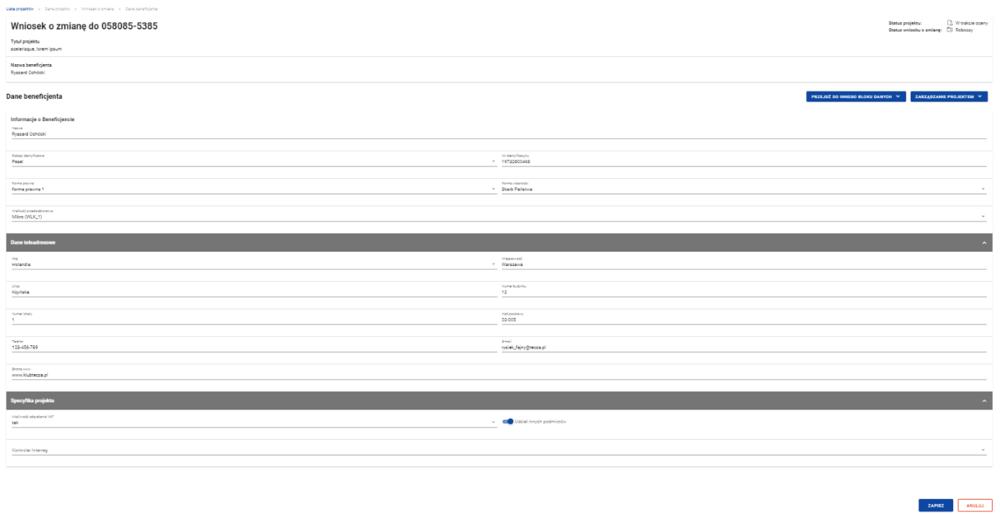 Lista projektów > Dane projektu > Wniosek o zmianę > Dane beneficjenta
Wniosek o zmianę do 058085-5385
Status projektu: W trakcie oceny
Status wniosku o zmianę: Roboczy
Tytuł projektu
scelerisque, lorem ipsum
Nazwa beneficjenta
Ryszard Ochócki
Dane beneficjenta
PRZEJDŹ DO INNEGO BLOKU DANYCH
ZARZĄDZANIE PROJEKTEM
Informacje o Beneficjencie
Nazwa
Ryszard Ochócki
Rodzaj identyfikatora
Pesel
Nr identyfikacyjny
19732800468
Forma prawna
forma prawna 1
Forma własności
Skarb Państwa
Wielkość przedsiębiorstwa
Mikro (WLK_1)
Dane teleadresowe
Kraj
Holandia
Miejscowość
Warszawa
Ulica
Numer budynku
12
Numer lokalu
1
Kod pocztowy
02-005
Telefon
123-456-789
Email
rysiek_fajny@tecza.pl
Strona www
www.klubtecza.pl
Specyfika projektu
Możliwość odzyskania VAT
tak
Udział innych podmiotów
Kontroler Interreg
ZAPISZ
ANULUJ